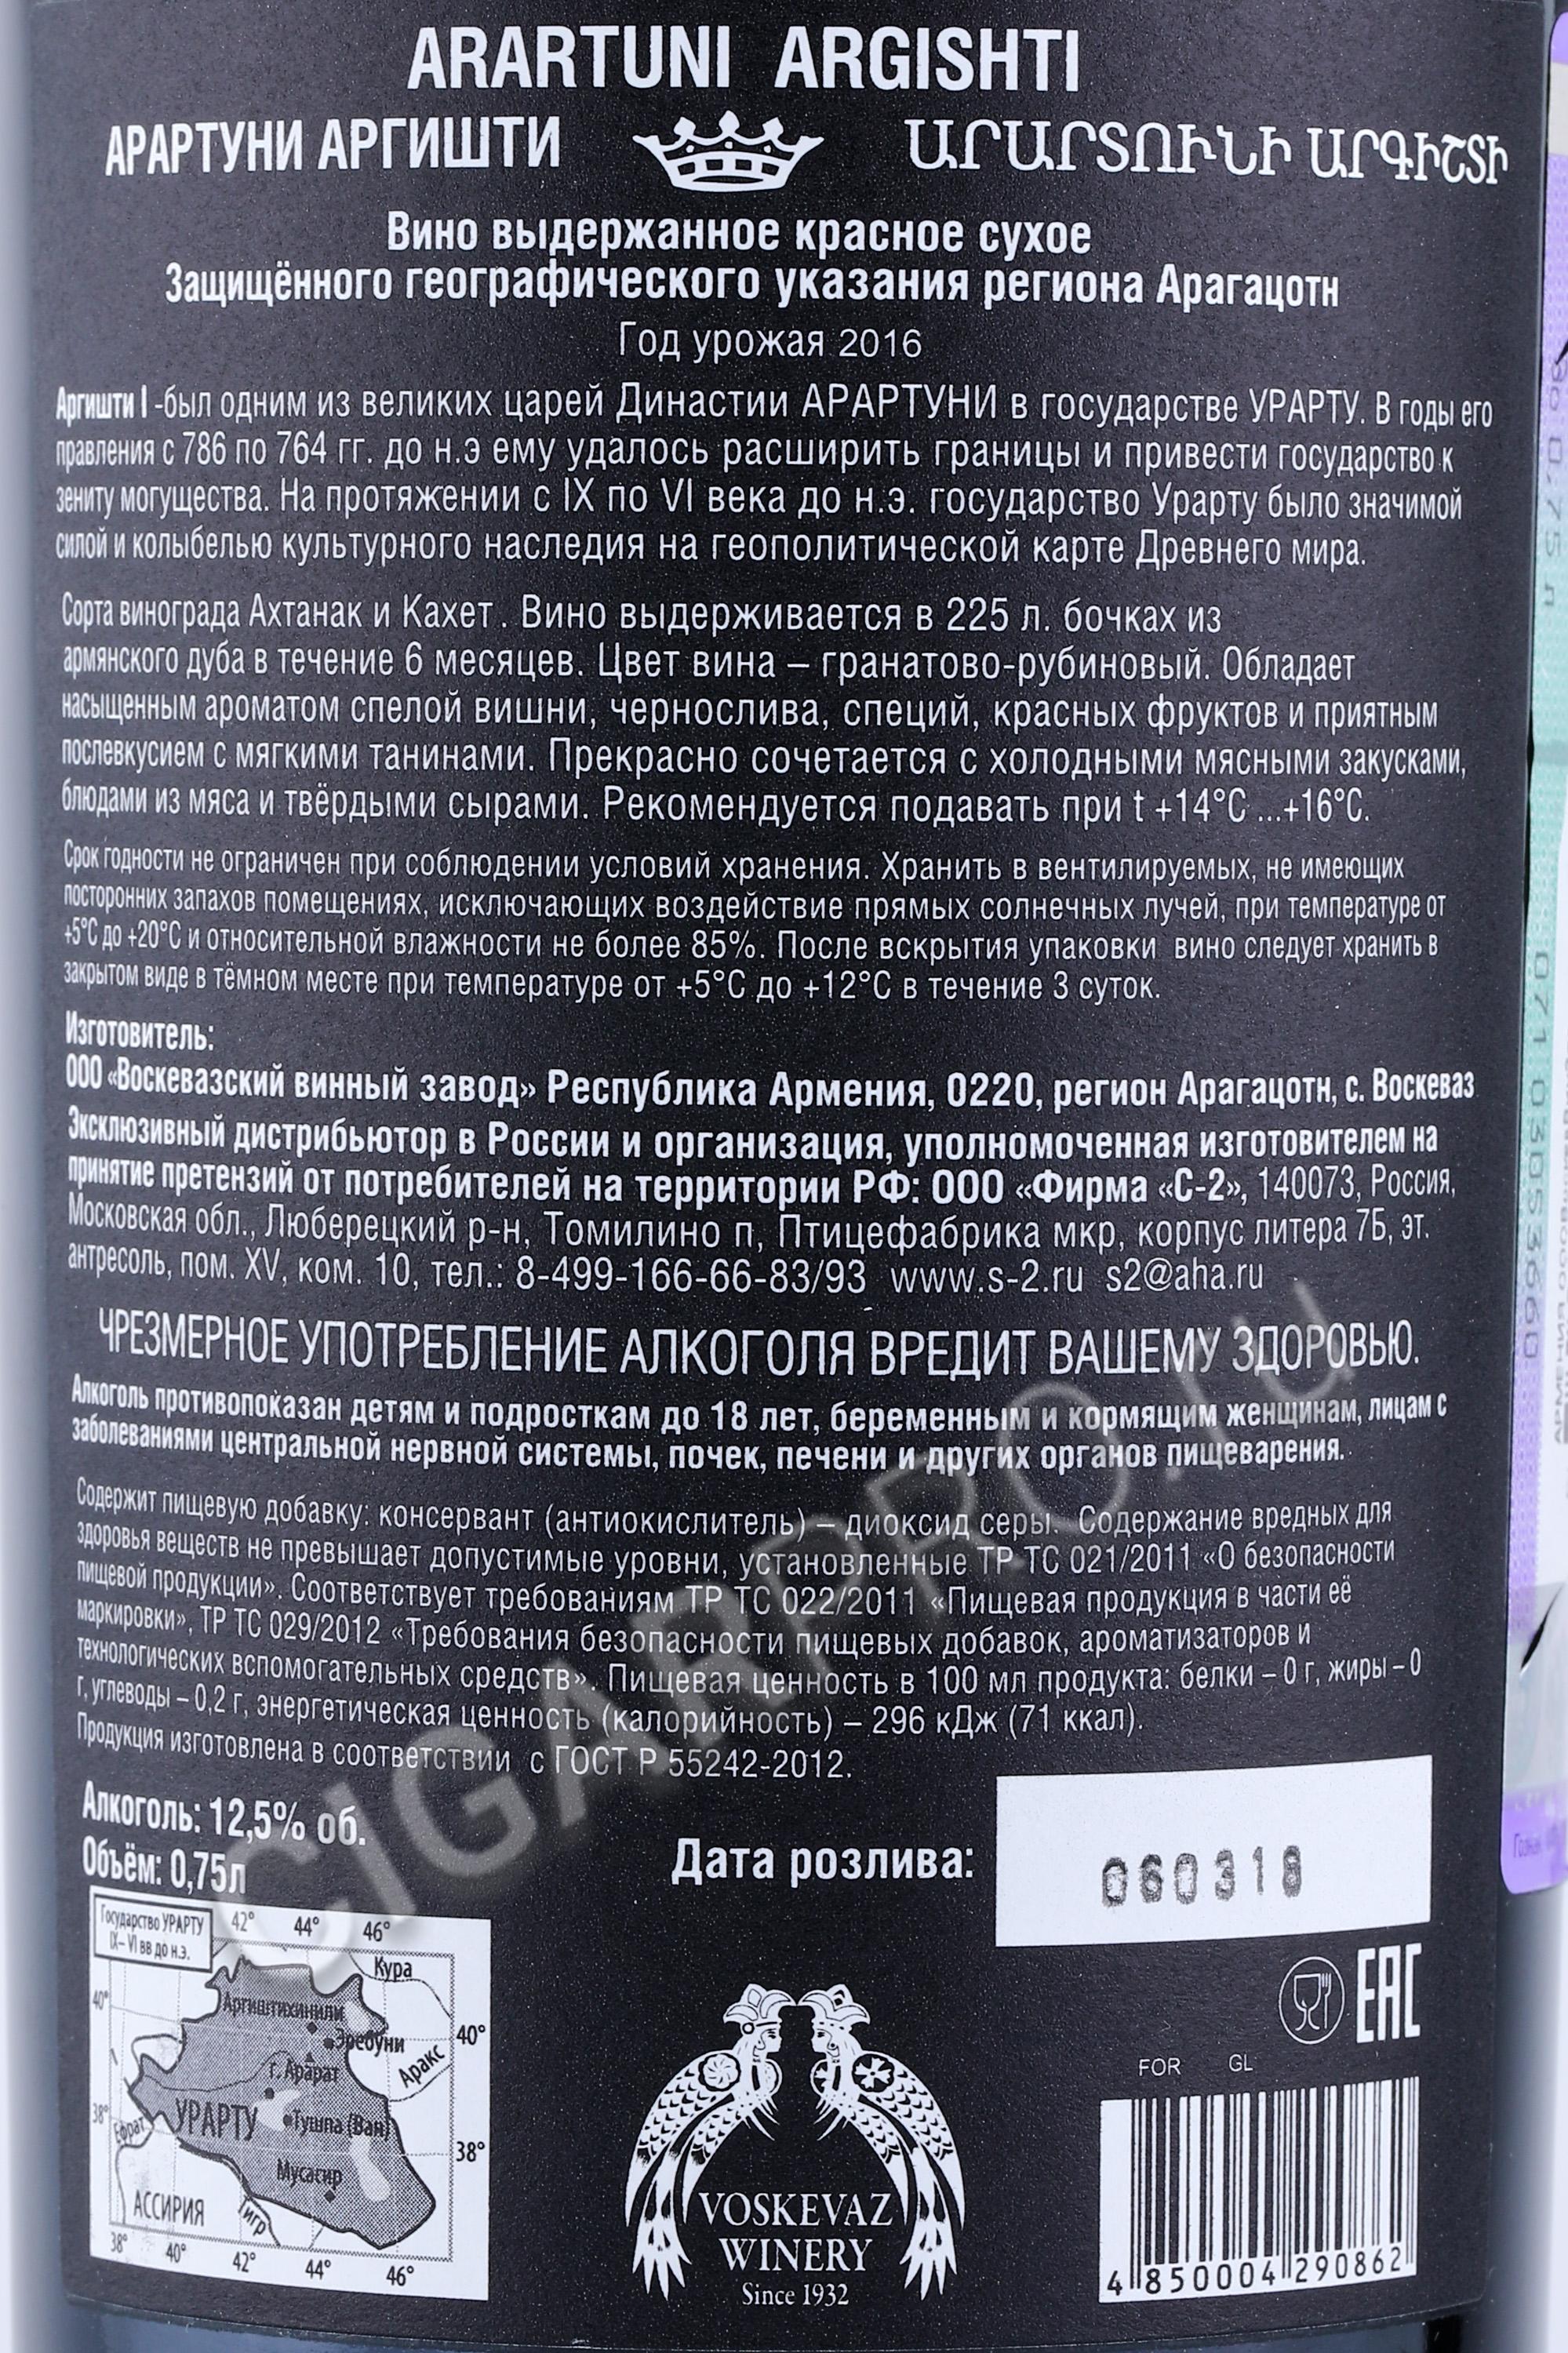 ARARTUNI ARGISHTI
АРАРТУНИ АРГИШТИ
ԱՐԱՐՏՈՒՆԻ ԱՐԳԻՇՏԻ
Вино выдержанное красное сухое
Защищённого географического указания региона Арагацотн
Год урожая 2016
Аргишти I -был одним из великих царей Династии АРАРТУНИ в государстве УРАРТУ. В годы его
правления с 786 по 764 гг. до н.э ему удалось расширить границы и привести государство к
зениту могущества. На протяжении с IX по VI века до н.э. государство Урарту было значимой
силой и колыбелью культурного наследия на геополитической карте Древнего мира.
Сорта винограда Ахтанак и Кахет . Вино выдерживается в 225 л. бочках из
армянского дуба в течение 6 месяцев. Цвет вина – гранатово-рубиновый. Обладает
насыщенным ароматом спелой вишни, чернослива, специй, красных фруктов и приятным
послевкусием с мягкими танинами. Прекрасно сочетается с холодными мясными закусками,
блюдами из мяса и твёрдыми сырами. Рекомендуется подавать при t +14°C ...+16°C.
Срок годности не ограничен при соблюдении условий хранения. Хранить в вентилируемых, не имеющих
посторонних запахов помещениях, исключающих воздействие прямых солнечных лучей, при температуре от
+5°C до +20°C и относительной влажности не более 85%. После вскрытия упаковки вино следует хранить в
закрытом виде в тёмном месте при температуре от +5°C до +12°C в течение 3 суток.
Изготовитель:
ООО «Воскевазский винный завод» Республика Армения, 0220, регион Арагацотн, с. Воскеваз
Эксклюзивный дистрибьютор в России и организация, уполномоченная изготовителем на
принятие претензий от потребителей на территории РФ: ООО «Фирма «С-2», 140073, Россия,
Московская обл., Люберецкий р-н, Томилино п, Птицефабрика мкр, корпус литера 7Б, эт.
антресоль, пом. XV, ком. 10, тел.: 8-499-166-66-83/93 www.s-2.ru s2@aha.ru
ЧРЕЗМЕРНОЕ УПОТРЕБЛЕНИЕ АЛКОГОЛЯ ВРЕДИТ ВАШЕМУ ЗДОРОВЬЮ.
Алкоголь противопоказан детям и подросткам до 18 лет, беременным и кормящим женщинам, лицам с
заболеваниями центральной нервной системы, почек, печени и других органов пищеварения.
Содержит пищевую добавку: консервант (антиокислитель) – диоксид серы. Содержание вредных для
здоровья веществ не превышает допустимые уровни, установленные ТР ТС 021/2011 «О безопасности
пищевой продукции». Соответствует требованиям ТР ТС 022/2011 «Пищевая продукция в части её
маркировки», ТР ТС 029/2012 «Требования безопасности пищевых добавок, ароматизаторов и
технологических вспомогательных средств». Пищевая ценность в 100 мл продукта: белки – 0 г, жиры – 0
г, углеводы – 0,2 г, энергетическая ценность (калорийность) – 296 кДж (71 ккал).
Продукция изготовлена в соответствии с ГОСТ Р 55242-2012.
CIGARPRO.ru
Алкоголь: 12,5% об.
Объём: 0,75л
Дата розлива:
060318
Государство УРАРТУ
IX–VI вв до н.э.
42° 44° 46°
Кура
40°
Аргиштихинили
Эребуни
40°
г. Арарат
Аракс
38°
Ефрат
УРАРТУ
Тушпа (Ван)
38°
Мусасир
АССИРИЯ
Тигр
38° 40° 42° 44° 46°
VOSKEVAZ
WINERY
Since 1932
EAC
FOR GL
4 850004 290862